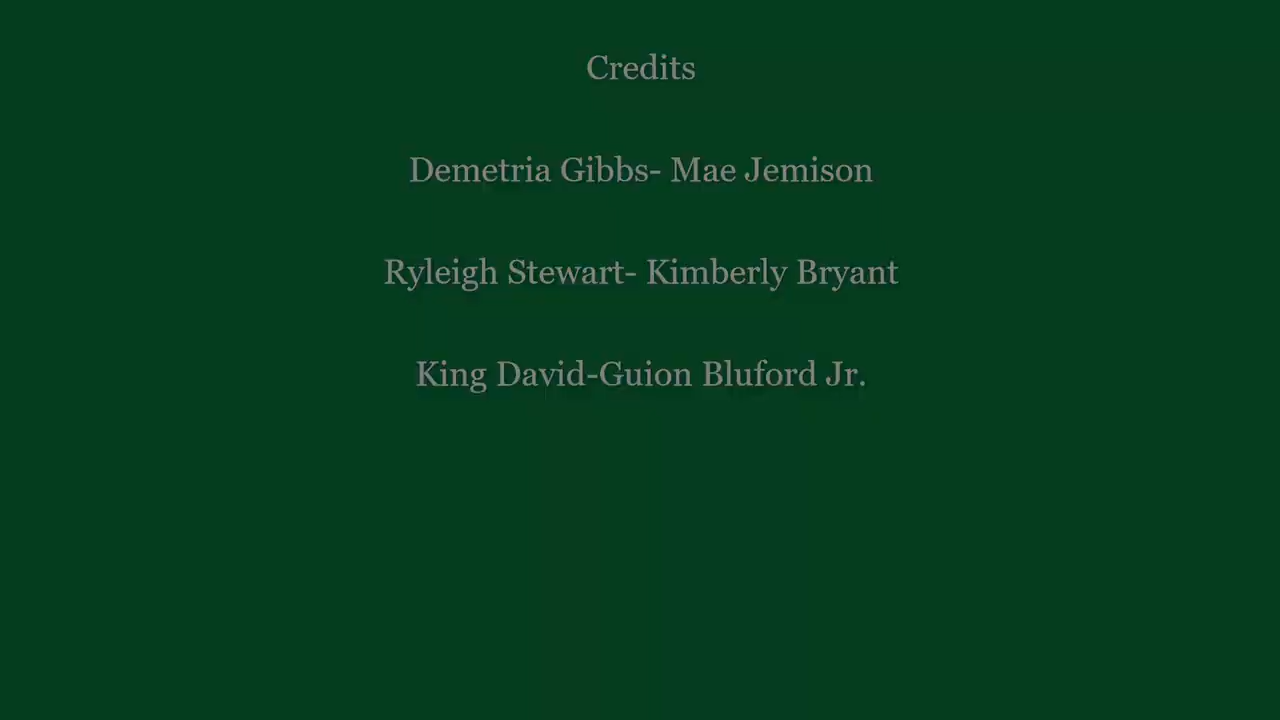 Credits
Demetria Gibbs- Mae Jemison
Ryleigh Stewart- Kimberly Bryant
King David-Guion Bluford Jr.